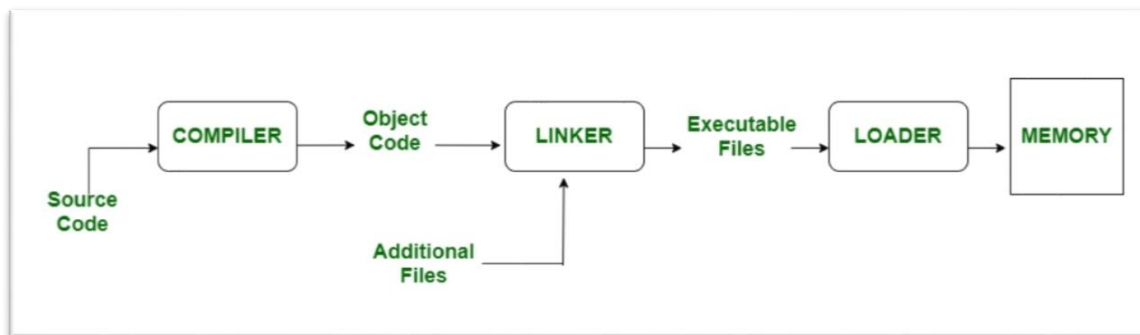 Source
Code
COMPILER
Object
Code
LINKER
Additional
Files
Executable
Files
LOADER
MEMORY